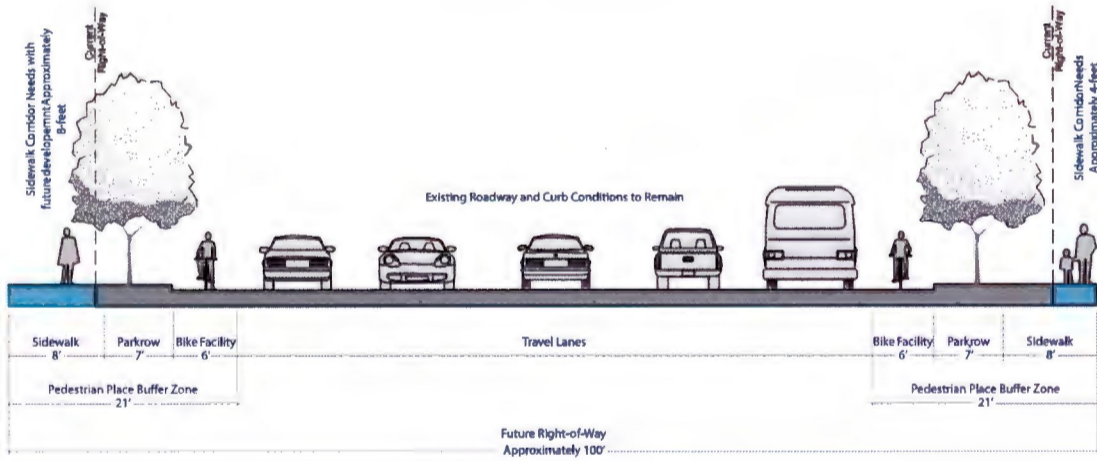 Sidewalk Corridor Needs with
future developemnt Approximately
8-feet
Current
Right-of-Way
Existing Roadway and Curb Conditions to Remain
Current
Right-of-Way
Sidewalk CorridorNeeds
Approximately 4-feet
Sidewalk
8'
Parkrow
7'
Bike Facility
6'
Travel Lanes
Bike Facility
6'
Parkrow
7'
Sidewalk
8'
Pedestrian Place Buffer Zone
21'
Pedestrian Place Buffer Zone
21'
Future Right-of-Way
Approximately 100'